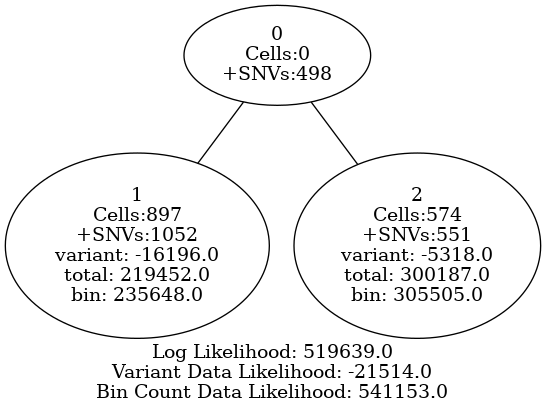 0
Cells:0
+SNVs:498
1
Cells:897
+SNVs:1052
variant: -16196.0
total: 219452.0
bin: 235648.0
2
Cells:574
+SNVs:551
variant: -5318.0
total: 300187.0
bin: 305505.0
Log Likelihood: 519639.0
Variant Data Likelihood: -21514.0
Bin Count Data Likelihood: 541153.0